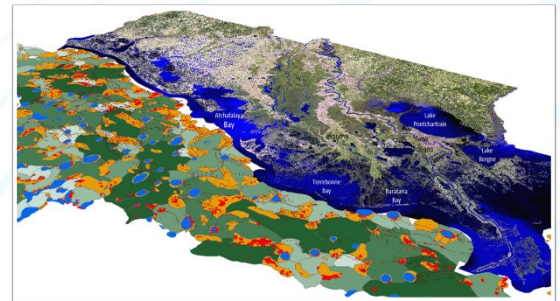 Atchafalaya
Bay
Lake
Pontchartrain
Lake
Borgne
Terrebonne
Bay
Barataria
Bay